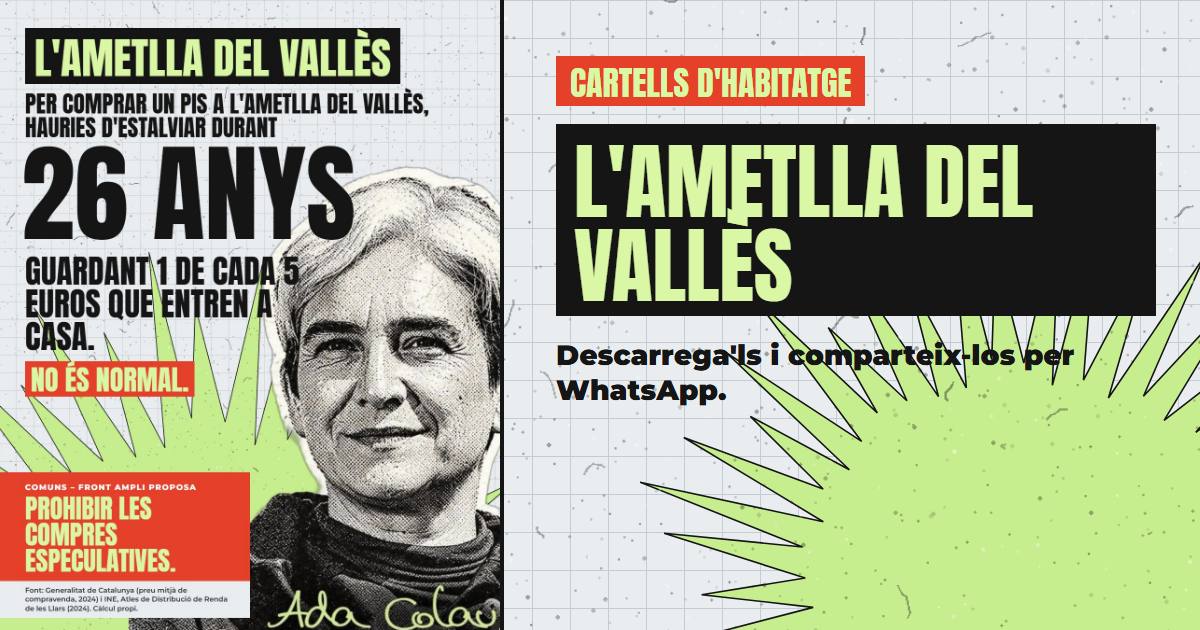 L'AMETLLA DEL VALLÈS
PER COMPRAR UN PIS A L'AMETLLA DEL VALLÈS,
HAURIES D'ESTALVIAR DURANT
26 ANYS
GUARDANT 1 DE CADA 5
EUROS QUE ENTREN A
CASA.
NO ÉS NORMAL.
COMUNS – FRONT AMPLI PROPOSA
PROHIBIR LES
COMPRES
ESPECULATIVES.
Font: Generalitat de Catalunya (preu mitjà de
compravenda, 2024) i INE, Atles de Distribució de Renda
de les Llars (2024). Càlcul propi.
Ada Colau
CARTELLS D'HABITATGE
L'AMETLLA DEL
VALLÈS
Descarrega'ls i comparteix-los per
WhatsApp.